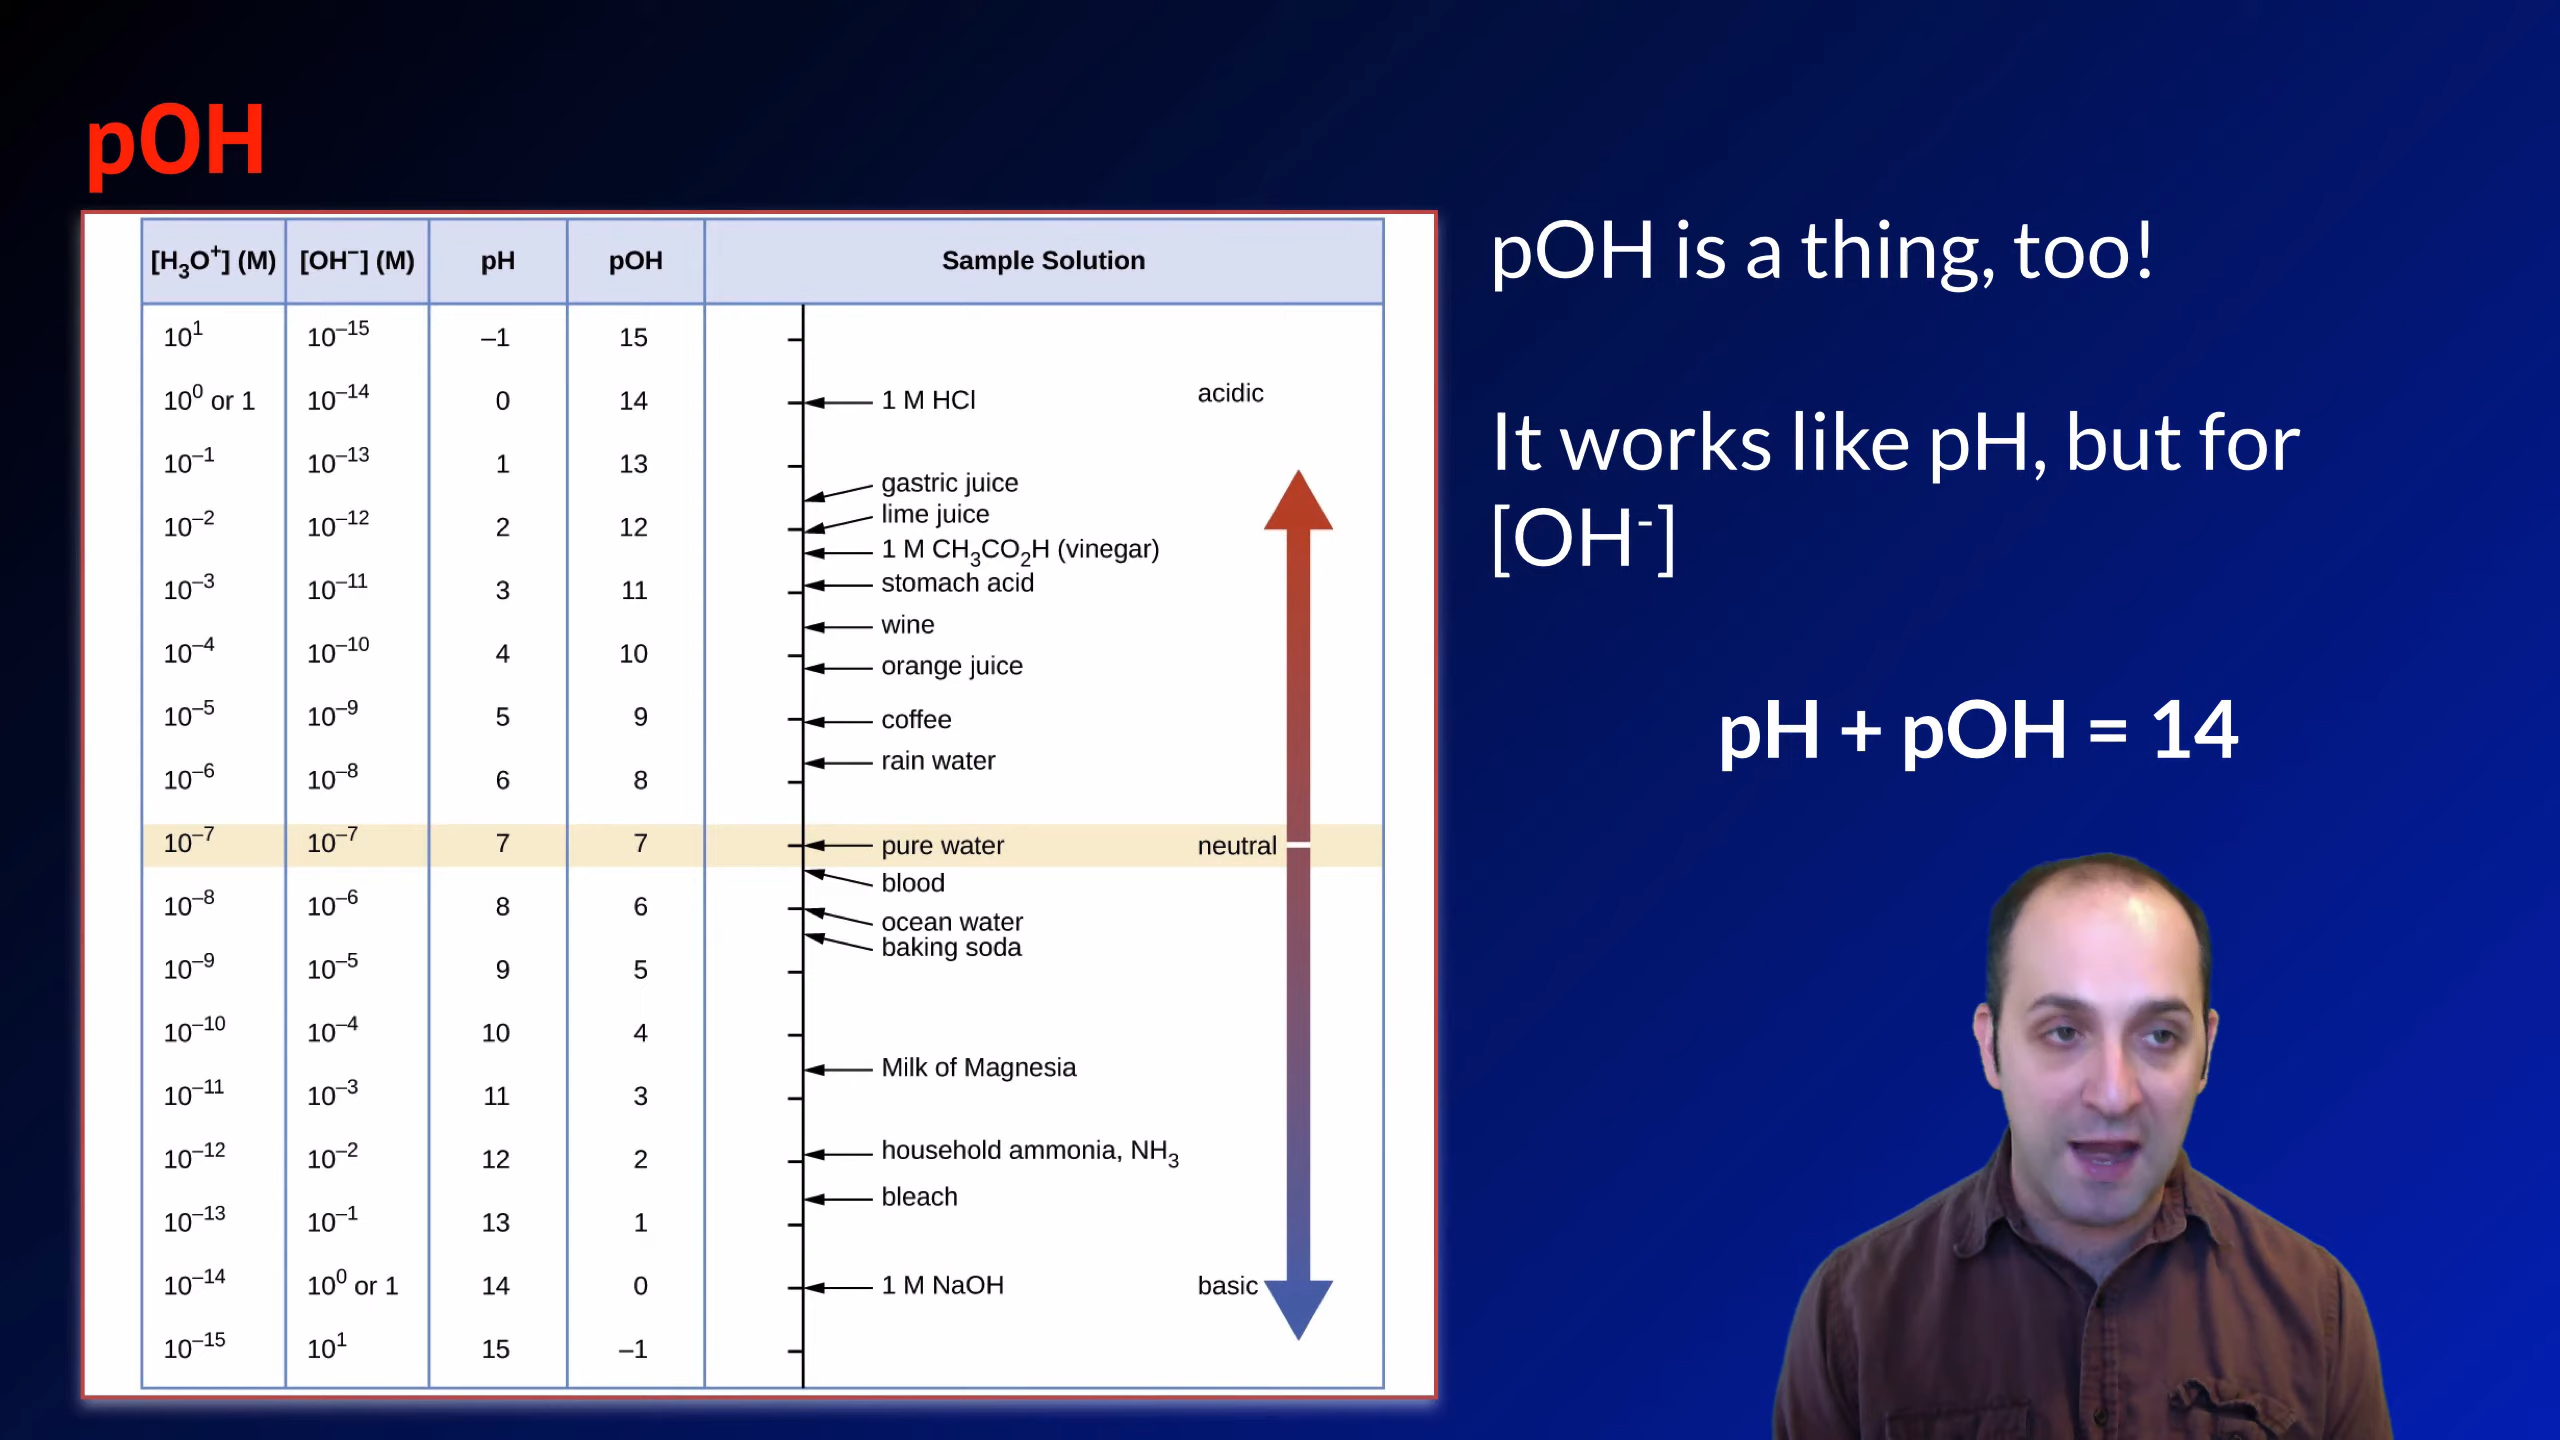 pOH
[H₃O⁺] (M) [OH⁻] (M) pH pOH Sample Solution
10¹ 10⁻¹⁵ –1 15
10⁰ or 1 10⁻¹⁴ 0 14 1 M HCl acidic
10⁻¹ 10⁻¹³ 1 13
gastric juice
10⁻² 10⁻¹² 2 12 lime juice
1 M CH₃CO₂H (vinegar)
10⁻³ 10⁻¹¹ 3 11 stomach acid
wine
10⁻⁴ 10⁻¹⁰ 4 10 orange juice
10⁻⁵ 10⁻⁹ 5 9 coffee
rain water
10⁻⁶ 10⁻⁸ 6 8
10⁻⁷ 10⁻⁷ 7 7 pure water neutral
blood
10⁻⁸ 10⁻⁶ 8 6 ocean water
baking soda
10⁻⁹ 10⁻⁵ 9 5
10⁻¹⁰ 10⁻⁴ 10 4
Milk of Magnesia
10⁻¹¹ 10⁻³ 11 3
10⁻¹² 10⁻² 12 2 household ammonia, NH₃
bleach
10⁻¹³ 10⁻¹ 13 1
10⁻¹⁴ 10⁰ or 1 14 0 1 M NaOH basic
10⁻¹⁵ 10¹ 15 –1
pOH is a thing, too!
It works like pH, but for
[OH⁻]
pH + pOH = 14